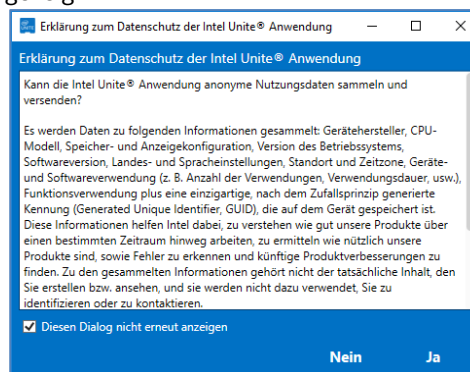 Erklärung zum Datenschutz der Intel Unite® Anwendung
Erklärung zum Datenschutz der Intel Unite® Anwendung
Kann die Intel Unite® Anwendung anonyme Nutzungsdaten sammeln und
versenden?
Es werden Daten zu folgenden Informationen gesammelt: Gerätehersteller, CPU-
Modell, Speicher- und Anzeigekonfiguration, Version des Betriebssystems,
Softwareversion, Landes- und Spracheinstellungen, Standort und Zeitzone, Geräte-
und Softwareverwendung (z. B. Anzahl der Verwendungen, Verwendungsdauer, usw.),
Funktionsverwendung plus eine einzigartige, nach dem Zufallsprinzip generierte
Kennung (Generated Unique Identifier, GUID), die auf dem Gerät gespeichert ist.
Diese Informationen helfen Intel dabei, zu verstehen wie gut unsere Produkte über
einen bestimmten Zeitraum hinweg arbeiten, zu ermitteln wie nützlich unsere
Produkte sind, sowie Fehler zu erkennen und künftige Produktverbesserungen zu
finden. Zu den gesammelten Informationen gehört nicht der tatsächliche Inhalt, den
Sie erstellen bzw. ansehen, und sie werden nicht dazu verwendet, Sie zu
identifizieren oder zu kontaktieren.
Diesen Dialog nicht erneut anzeigen
Nein Ja